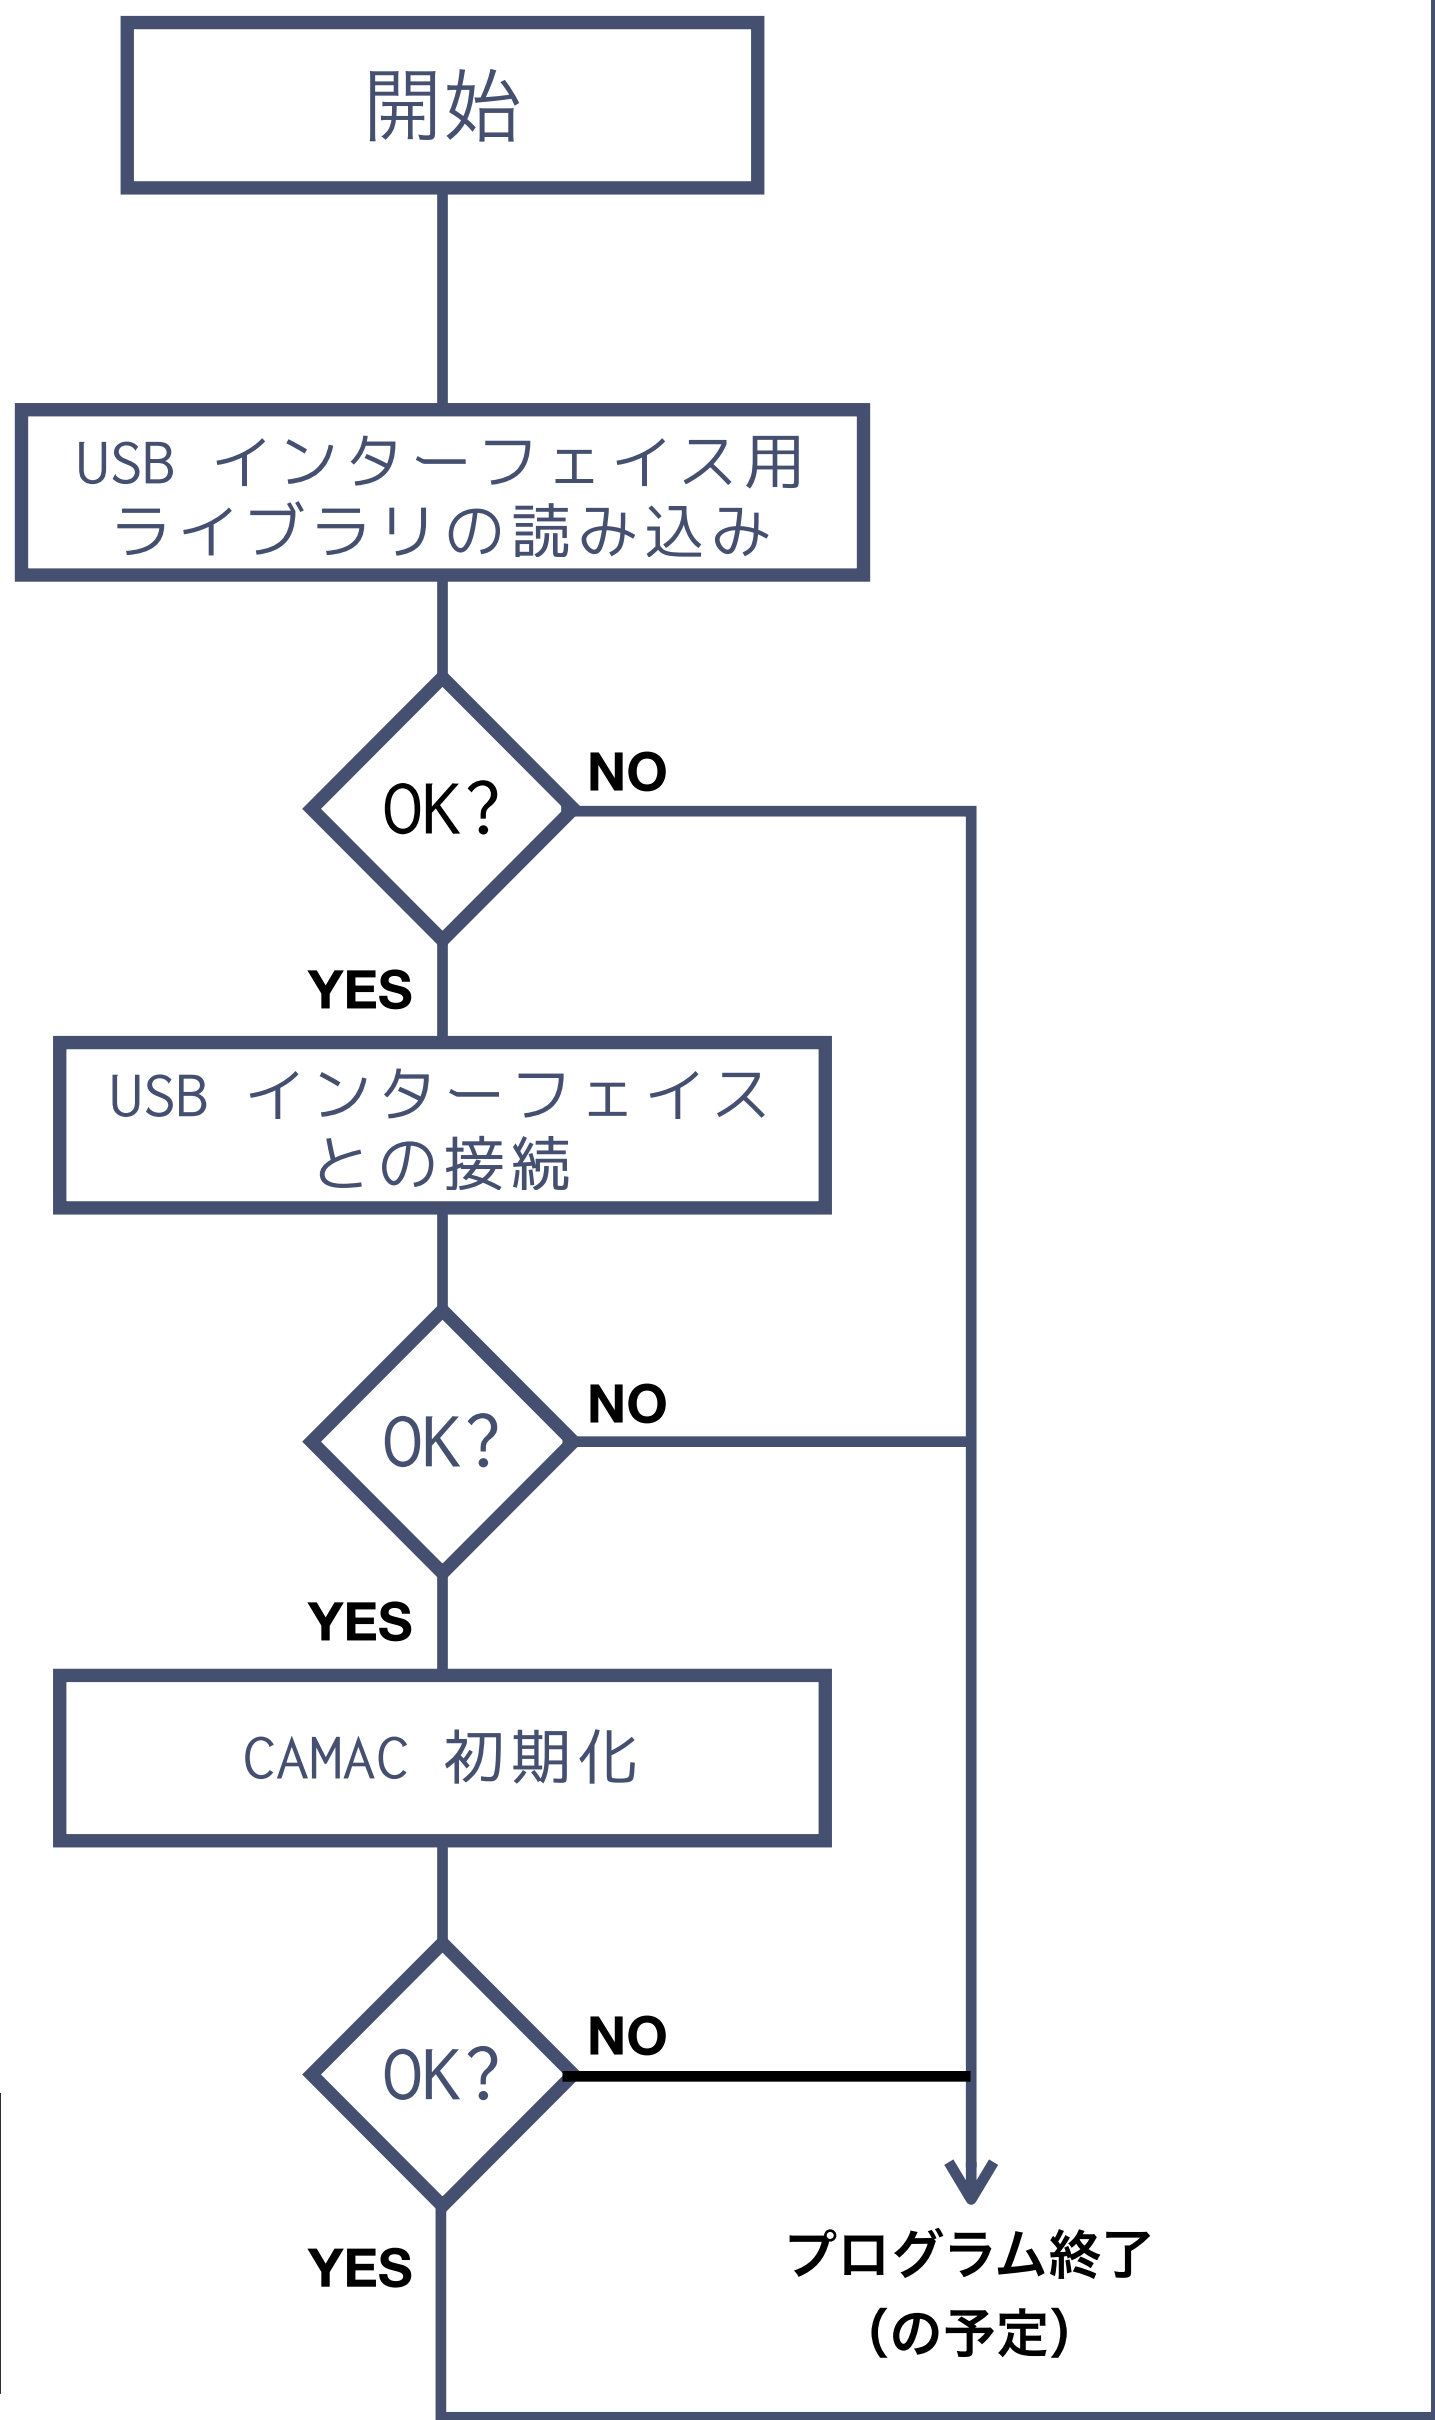 開始
USB インターフェイス用
ライブラリの読み込み
OK?
NO
YES
USB インターフェイス
との接続
OK?
NO
YES
CAMAC 初期化
OK?
NO
YES
プログラム終了
(の予定)